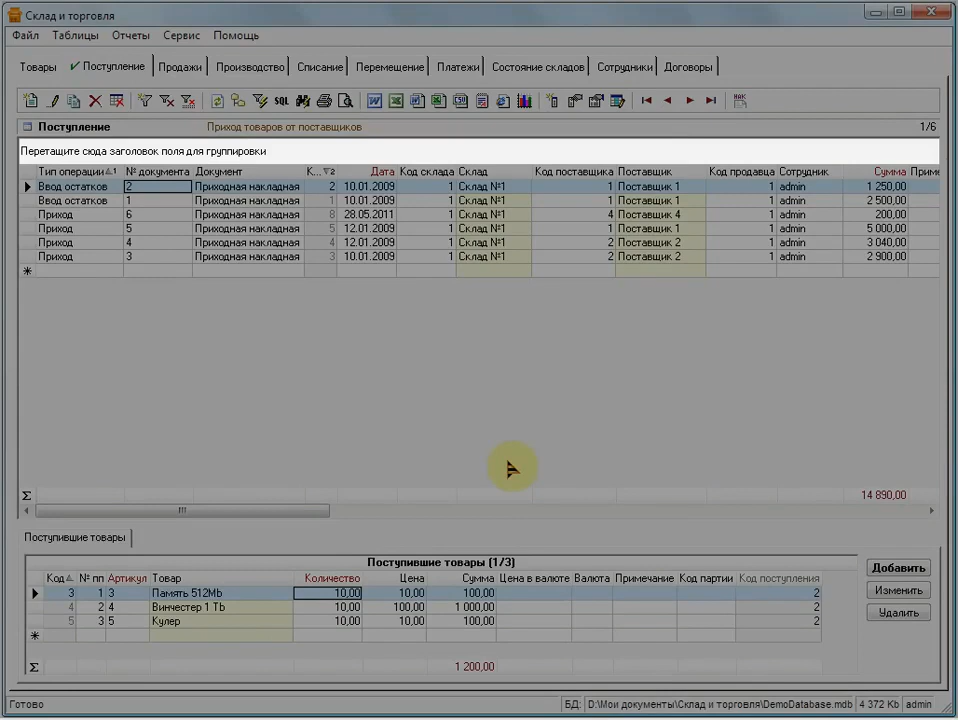 Склад и торговля
Файл Таблицы Отчеты Сервис Помощь
Товары Поступление Продажи Производство Списание Перемещение Платежи Состояние складов Сотрудники Договоры
SQL
Поступление Приход товаров от поставщиков 1/6
Перетащите сюда заголовок поля для группировки
Тип операции 1 № документа Документ К... 2 Дата Код склада Склад Код поставщика Поставщик Код продавца Сотрудник Сумма Приме
Ввод остатков 2 Приходная накладная 2 10.01.2009 1 Склад №1 1 Поставщик 1 1 admin 1 250,00
Ввод остатков 1 Приходная накладная 1 10.01.2009 1 Склад №1 1 Поставщик 1 1 admin 2 500,00
Приход 6 Приходная накладная 8 28.05.2011 1 Склад №1 4 Поставщик 4 1 admin 200,00
Приход 5 Приходная накладная 5 12.01.2009 1 Склад №1 1 Поставщик 1 1 admin 5 000,00
Приход 4 Приходная накладная 4 12.01.2009 1 Склад №1 2 Поставщик 2 1 admin 3 040,00
Приход 3 Приходная накладная 3 10.01.2009 1 Склад №1 2 Поставщик 2 1 admin 2 900,00
Σ 14 890,00
Поступившие товары
Поступившие товары (1/3)
Код № пп Артикул Товар Количество Цена Сумма Цена в валюте Валюта Примечание Код партии Код поступления
3 1 3 Память 512Mb 10,00 10,00 100,00 2
4 2 4 Винчестер 1 Tb 10,00 100,00 1 000,00 2
5 3 5 Кулер 10,00 10,00 100,00 2
Σ 1 200,00
Добавить
Изменить
Удалить
Готово БД: D:\Мои документы\Склад и торговля\DemoDatabase.mdb 4 372 Kb admin